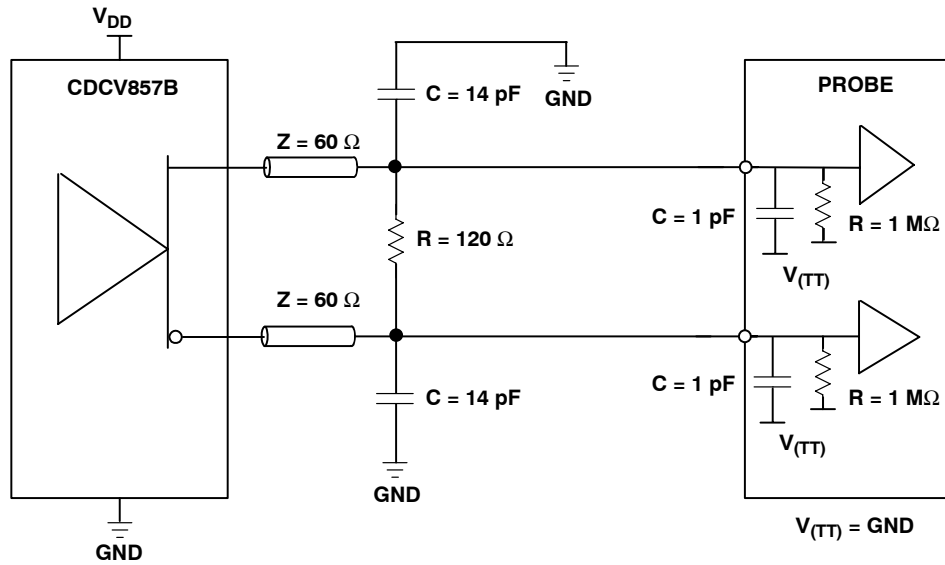 V_DD
CDCV857B
PROBE
C = 14 pF
GND
Z = 60 Ω
C = 1 pF
R = 1 MΩ
V_(TT)
R = 120 Ω
Z = 60 Ω
C = 14 pF
C = 1 pF
R = 1 MΩ
V_(TT)
GND
GND
V_(TT) = GND